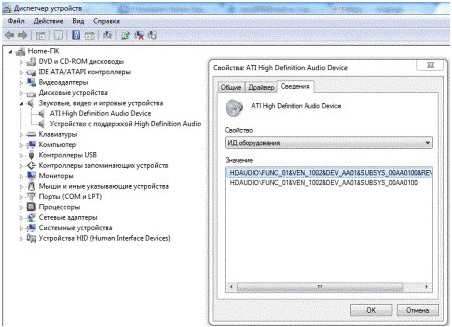 Диспетчер устройств
Файл Действие Вид Справка
Home-ПК
DVD и CD-ROM дисководы
IDE ATA/ATAPI контроллеры
Видеоадаптеры
Дисковые устройства
Звуковые, видео и игровые устройства
ATI High Definition Audio Device
Устройство с поддержкой High Definition Audio
Клавиатуры
Компьютер
Контроллеры USB
Контроллеры запоминающих устройств
Мониторы
Мыши и иные указывающие устройства
Порты (COM и LPT)
Процессоры
Сетевые адаптеры
Системные устройства
Устройства HID (Human Interface Devices)
Свойства: ATI High Definition Audio Device
Общие Драйвер Сведения
ATI High Definition Audio Device
Свойство
ИД оборудования
Значение
HDAUDIO\FUNC_01&VEN_1002&DEV_AA01&SUBSYS_00AA0100&REV
HDAUDIO\FUNC_01&VEN_1002&DEV_AA01&SUBSYS_00AA0100
OK Отмена